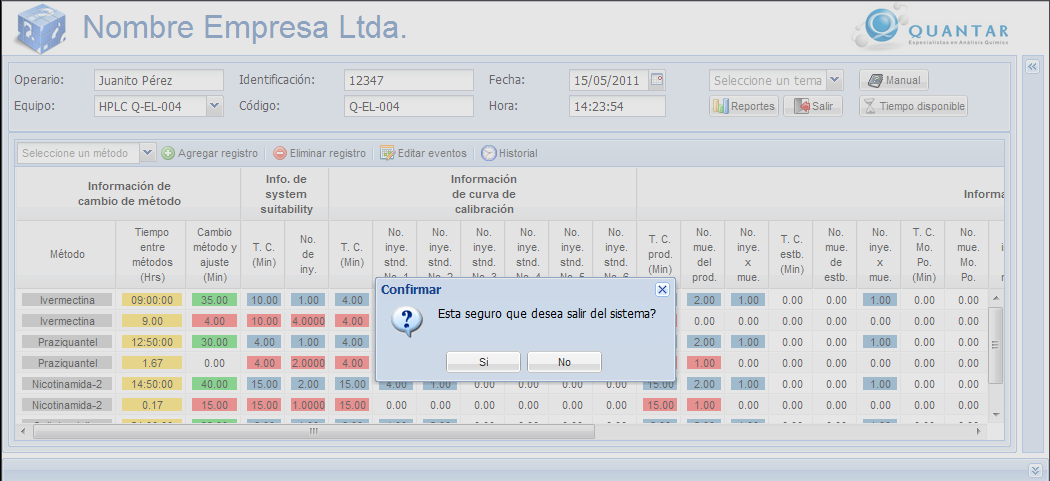 Nombre Empresa Ltda.
QUANTAR
Especialistas en Análisis Químico
Operario: Juanito Pérez Identificación: 12347 Fecha: 15/05/2011 Seleccione un tema Manual
Equipo: HPLC Q-EL-004 Código: Q-EL-004 Hora: 14:23:54 Reportes Salir Tiempo disponible
Seleccione un método Agregar registro Eliminar registro Editar eventos Historial
Información de cambio de método
Info. de system suitability
Información de curva de calibración
Informa
Método
Tiempo entre métodos (Hrs)
Cambio método y ajuste (Min)
T. C. (Min)
No. de iny.
T. C. (Min)
No. inye. stnd. No. 1
No. inye. stnd. No. 2
No. inye. stnd. No. 3
No. inye. stnd. No. 4
No. inye. stnd. No. 5
No. inye. stnd. No. 6
T. C. prod. (Min)
No. mue. del prod.
No. inye. x mue.
T. C. estb. (Min)
No. mue. de estb.
No. inye. x mue.
T. C. Mo. Po. (Min)
No. mue. Mo. Po.
Ivermectina 09:00:00 35.00 10.00 1.00 4.00 2.00 1.00 0.00 0.00 1.00 0.00 0.00
Ivermectina 9.00 4.00 10.00 4.0000 4.00 0.00 0.00 0.00 0.00 0.00 0.00 0.00
Praziquantel 12:50:00 30.00 4.00 1.00 4.00 2.00 1.00 0.00 0.00 1.00 0.00 0.00
Praziquantel 1.67 0.00 4.00 2.0000 4.00 1.00 0.00 0.00 0.00 0.00 0.00 0.00
Nicotinamida-2 14:50:00 40.00 15.00 2.00 15.00 4.00 1.00 0.00 0.00 0.00 0.00 15.00 2.00 1.00 0.00 0.00 1.00 0.00 0.00
Nicotinamida-2 0.17 15.00 15.00 1.0000 15.00 0.00 0.00 0.00 0.00 0.00 0.00 15.00 1.00 0.00 0.00 0.00 0.00 0.00 0.00
Confirmar
Esta seguro que desea salir del sistema?
Si No